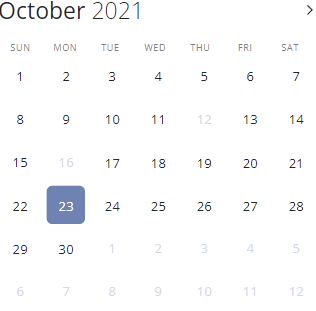 October 2021
SUN MON TUE WED THU FRI SAT
1 2 3 4 5 6 7
8 9 10 11 12 13 14
15 16 17 18 19 20 21
22 23 24 25 26 27 28
29 30 1 2 3 4 5
6 7 8 9 10 11 12